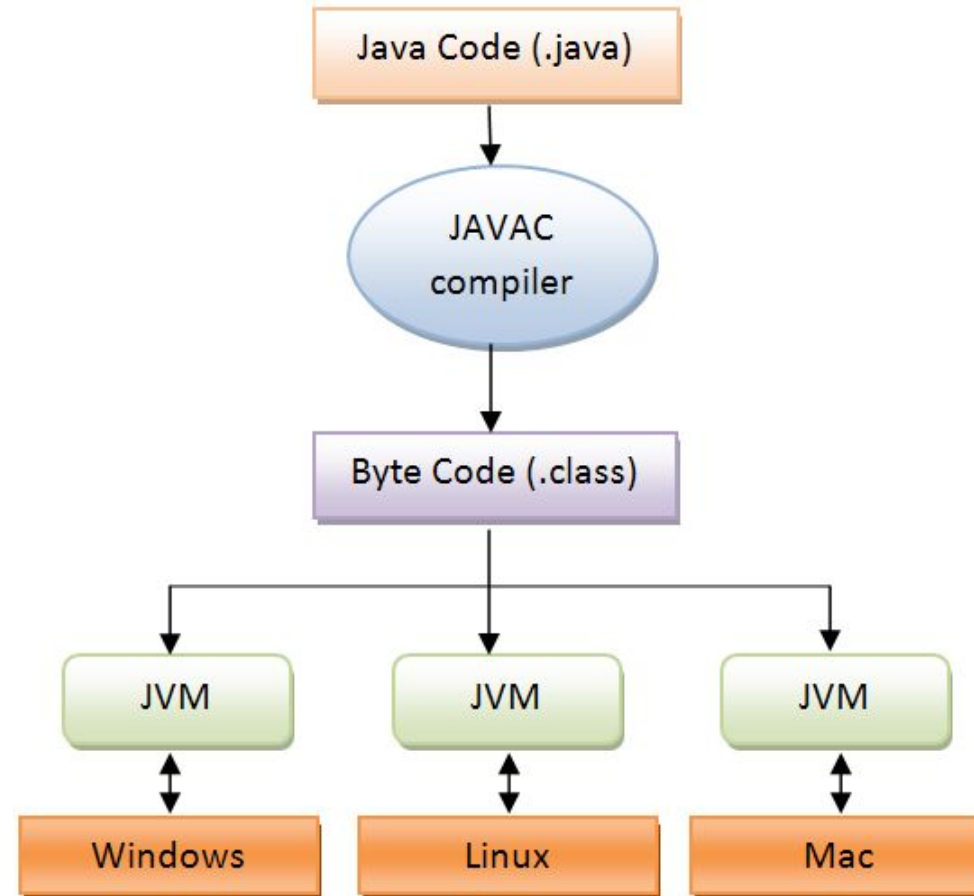 Java Code (.java)
JAVAC
compiler
Byte Code (.class)
JVM
JVM
JVM
Windows
Linux
Mac